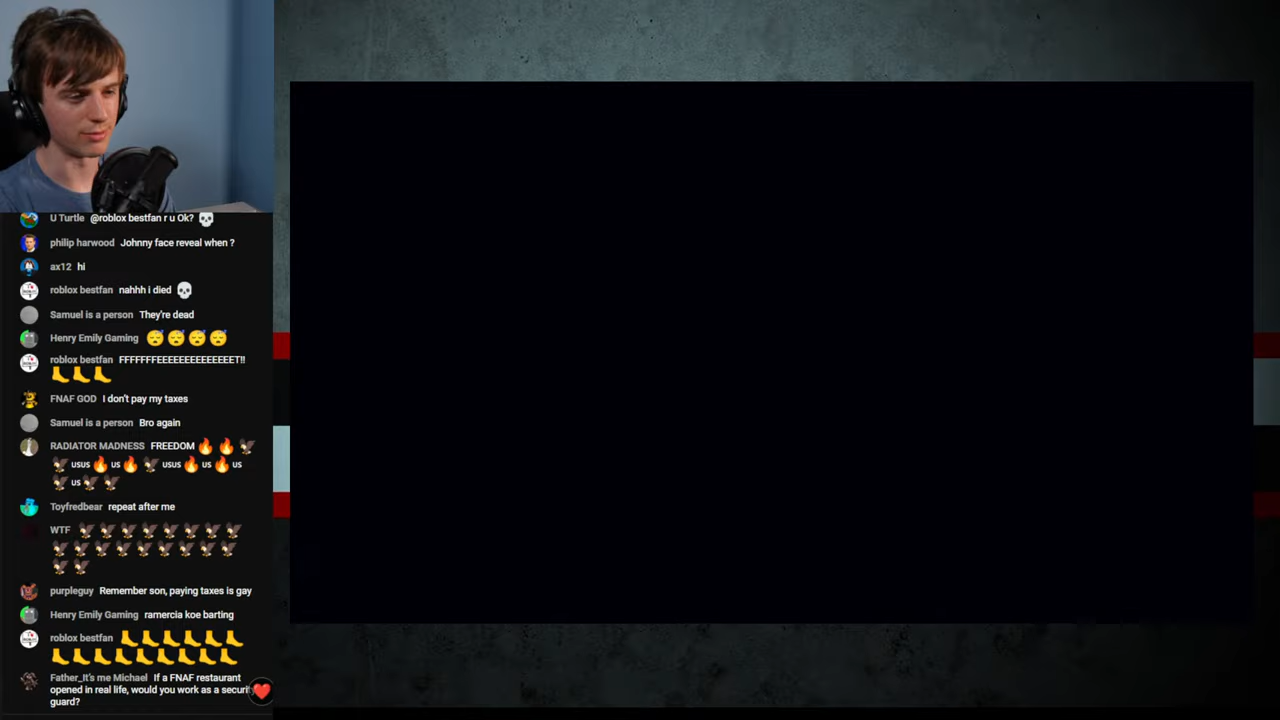 U Turtle @roblox bestfan r u Ok? 💀
philip harwood Johnny face reveal when ?
ax12 hi
roblox bestfan nahhh i died 💀
Samuel is a person They're dead
Henry Emily Gaming 😴😴😴😴
roblox bestfan FFFFFFFEEEEEEEEEEEEEET!!
🦶🦶🦶
FNAF GOD I don't pay my taxes
Samuel is a person Bro again
RADIATOR MADNESS FREEDOM🔥🔥🦅
🦅usus🔥us🔥🦅usus🔥us🔥us
🦅us🦅🦅
Toyfredbear repeat after me
WTF 🦅🦅🦅🦅🦅🦅🦅🦅
🦅🦅🦅🦅🦅🦅🦅🦅🦅
🦅🦅
purpleguy Remember son, paying taxes is gay
Henry Emily Gaming ramercia koe barting
roblox bestfan 🦶🦶🦶🦶🦶🦶
🦶🦶🦶🦶🦶🦶🦶🦶🦶
Father_It's me Michael If a FNAF restaurant
opened in real life, would you work as a security
guard?